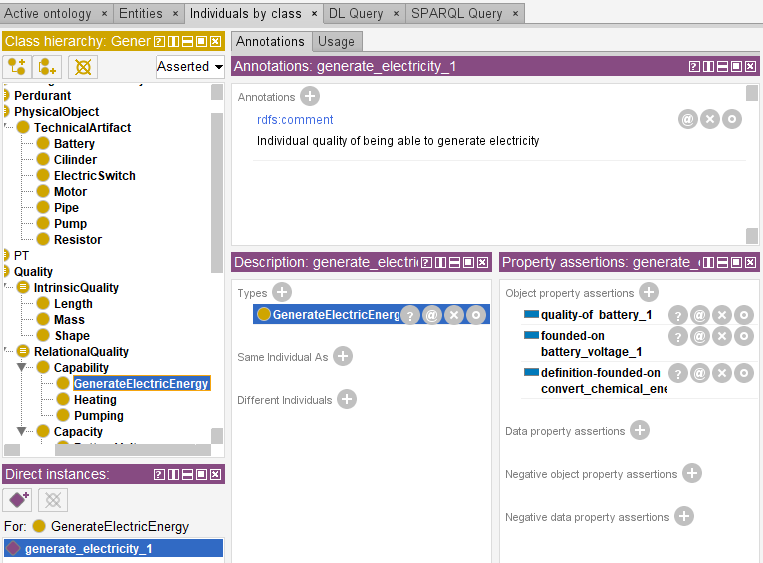 Active ontology × Entities × Individuals by class × DL Query × SPARQL Query ×
Class hierarchy: Gener
Asserted
Perdurant
PhysicalObject
TechnicalArtifact
Battery
Cilinder
ElectricSwitch
Motor
Pipe
Pump
Resistor
PT
Quality
IntrinsicQuality
Length
Mass
Shape
RelationalQuality
Capability
GenerateElectricEnergy
Heating
Pumping
Capacity
Direct instances:
For: GenerateElectricEnergy
generate_electricity_1
Annotations Usage
Annotations: generate_electricity_1
Annotations
rdfs:comment
Individual quality of being able to generate electricity
Description: generate_electri
Types
GenerateElectricEnerg
Same Individual As
Different Individuals
Property assertions: generate_
Object property assertions
quality-of battery_1
founded-on
battery_voltage_1
definition-founded-on
convert_chemical_ene
Data property assertions
Negative object property assertions
Negative data property assertions